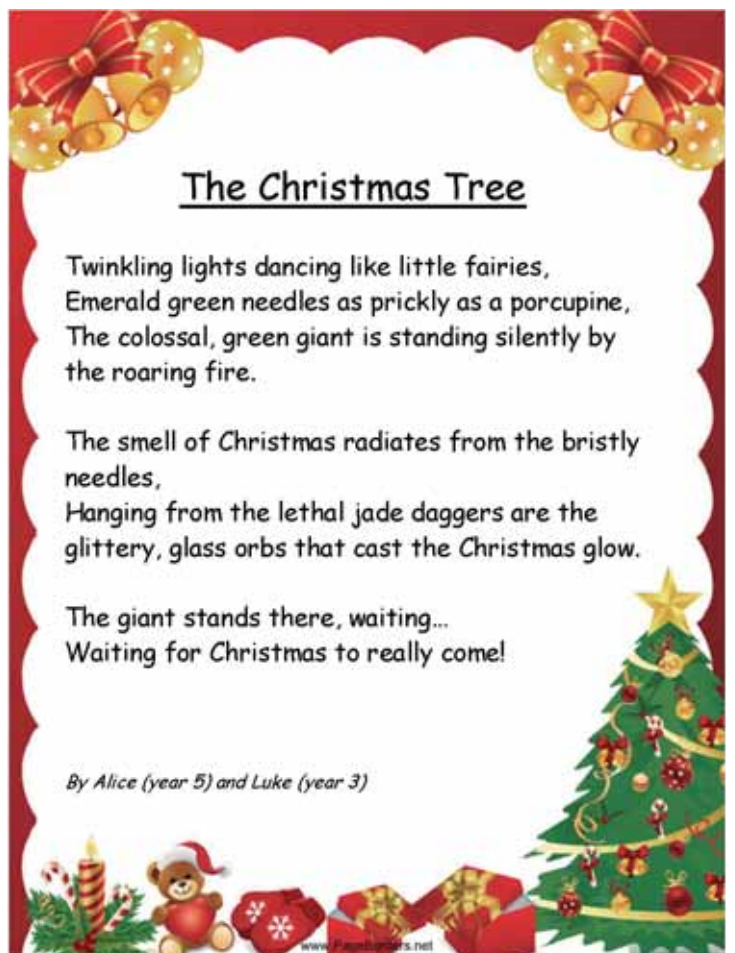 The Christmas Tree
Twinkling lights dancing like little fairies,
Emerald green needles as prickly as a porcupine,
The colossal, green giant is standing silently by
the roaring fire.
The smell of Christmas radiates from the bristly
needles,
Hanging from the lethal jade daggers are the
glittery, glass orbs that cast the Christmas glow.
The giant stands there, waiting...
Waiting for Christmas to really come!
By Alice (year 5) and Luke (year 3)
www.PageBorders.net